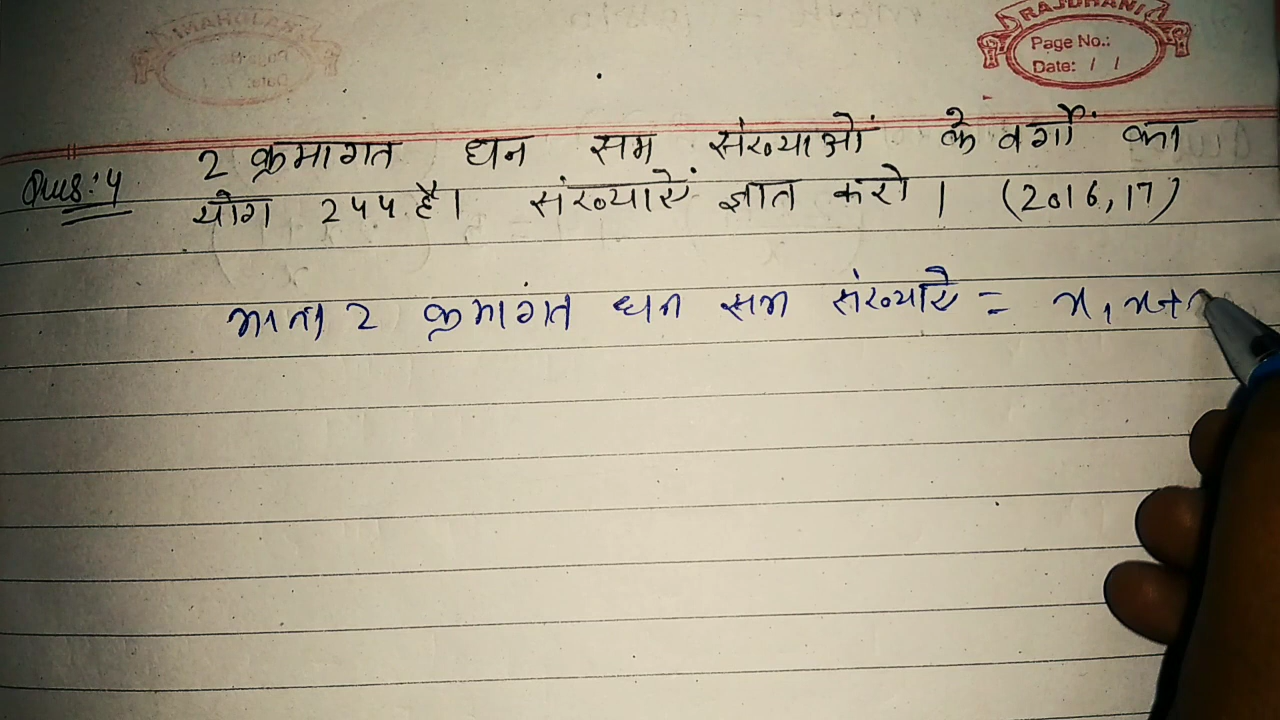 RAJDHANI
Page No.:
Date: / /
Ques:4 2 क्रमागत धन सम संख्याओं के वर्गों का
योग 244 है। संख्याऐं ज्ञात करो। (2016,17)
माना 2 क्रमांगत धन सम संख्याऐ = x, x+